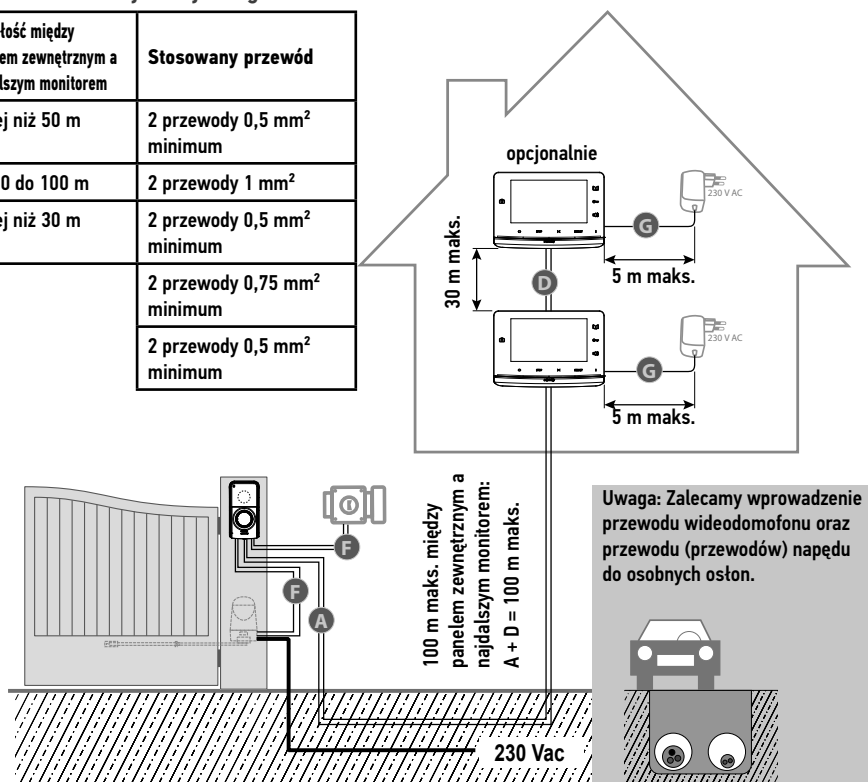 łość między
em zewnętrznym a
lszym monitorem
Stosowany przewód
ej niż 50 m
2 przewody 0,5 mm²
minimum
0 do 100 m
2 przewody 1 mm²
ej niż 30 m
2 przewody 0,5 mm²
minimum
2 przewody 0,75 mm²
minimum
2 przewody 0,5 mm²
minimum
opcjonalnie
230 V AC
G
5 m maks.
30 m maks.
D
230 V AC
G
5 m maks.
100 m maks. między
panelem zewnętrznym a
najdalszym monitorem:
A + D = 100 m maks.
F
F
A
230 Vac
Uwaga: Zalecamy wprowadzenie
przewodu wideodomofonu oraz
przewodu (przewodów) napędu
do osobnych osłon.